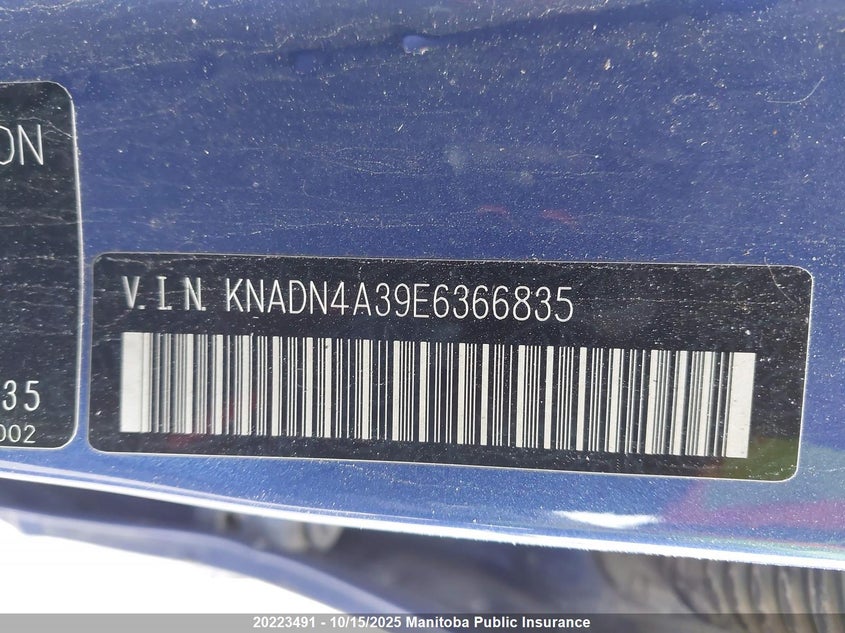 ON
V.I.N. KNADN4A39E6366835
35
002
20223491 - 10/15/2025 Manitoba Public Insurance